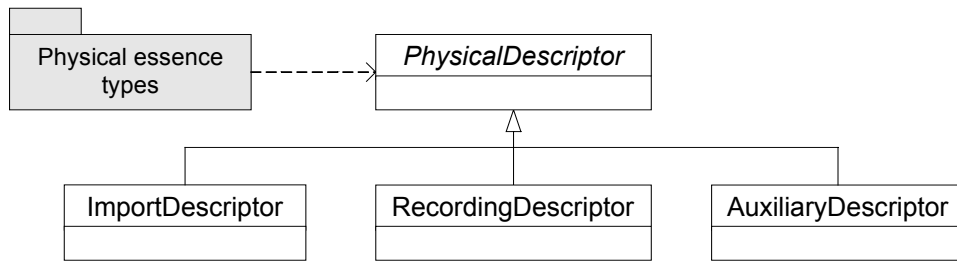 Physical essence
types
PhysicalDescriptor
ImportDescriptor
RecordingDescriptor
AuxiliaryDescriptor